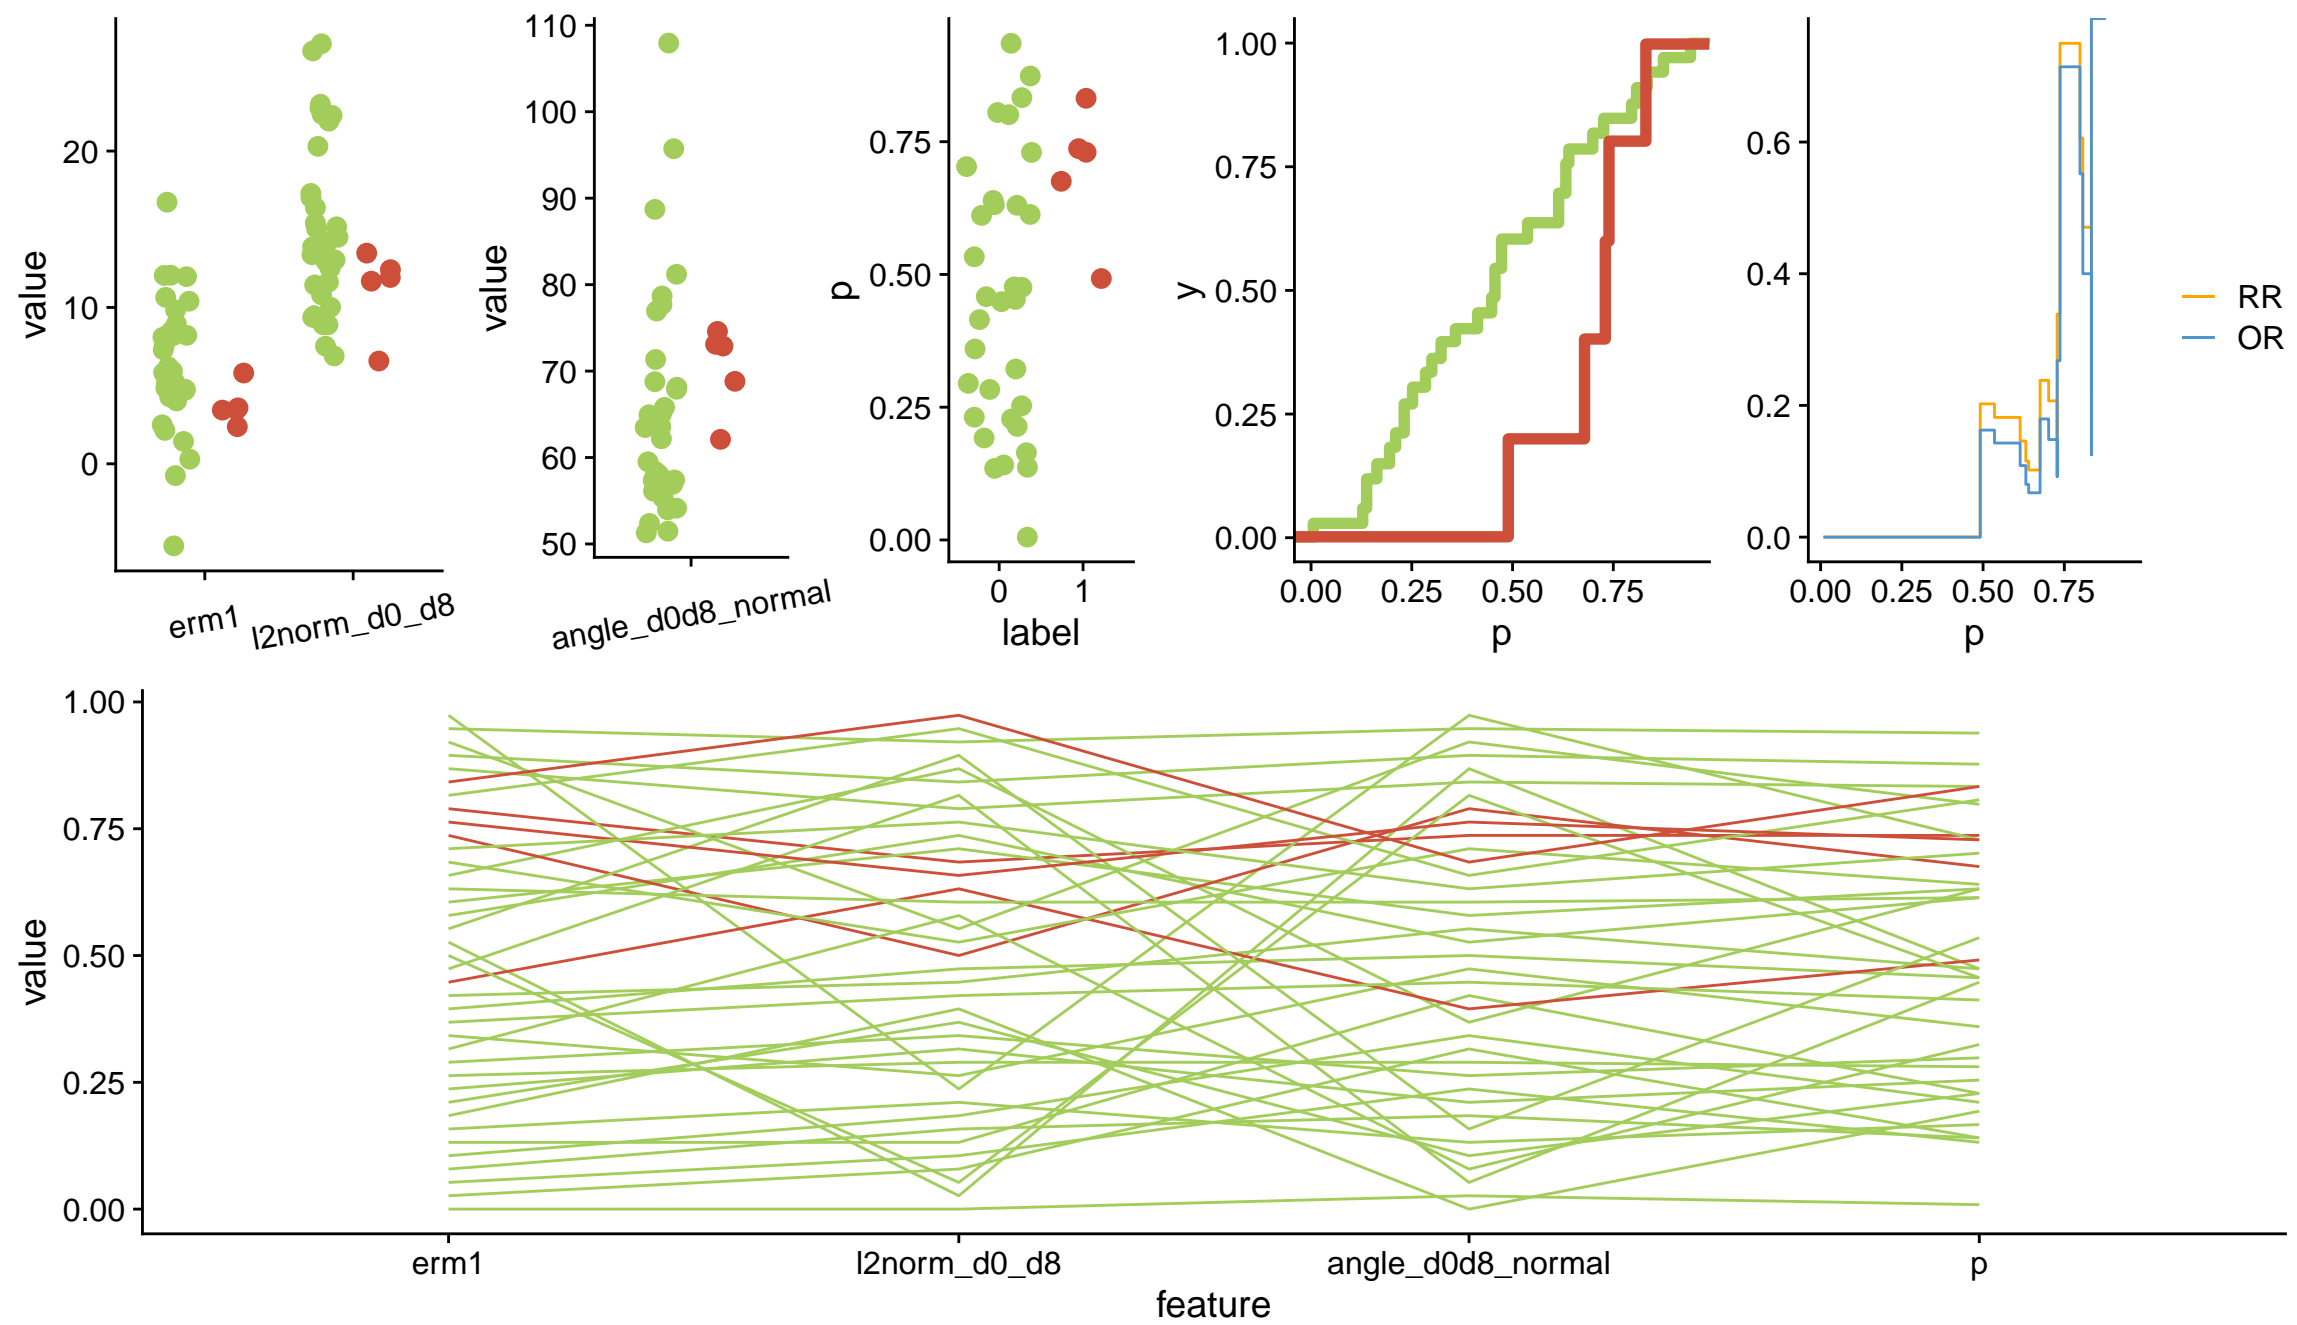 value
20
10
0
erm1
l2norm_d0_d8
value
110
100
90
80
70
60
50
angle_d0d8_normal
p
0.75
0.50
0.25
0.00
0 1
label
y
1.00
0.75
0.50
0.25
0.00
0.00 0.25 0.50 0.75
p
0.6
0.4
0.2
0.0
0.00 0.25 0.50 0.75
p
RR
OR
value
1.00
0.75
0.50
0.25
0.00
erm1 l2norm_d0_d8 angle_d0d8_normal p
feature